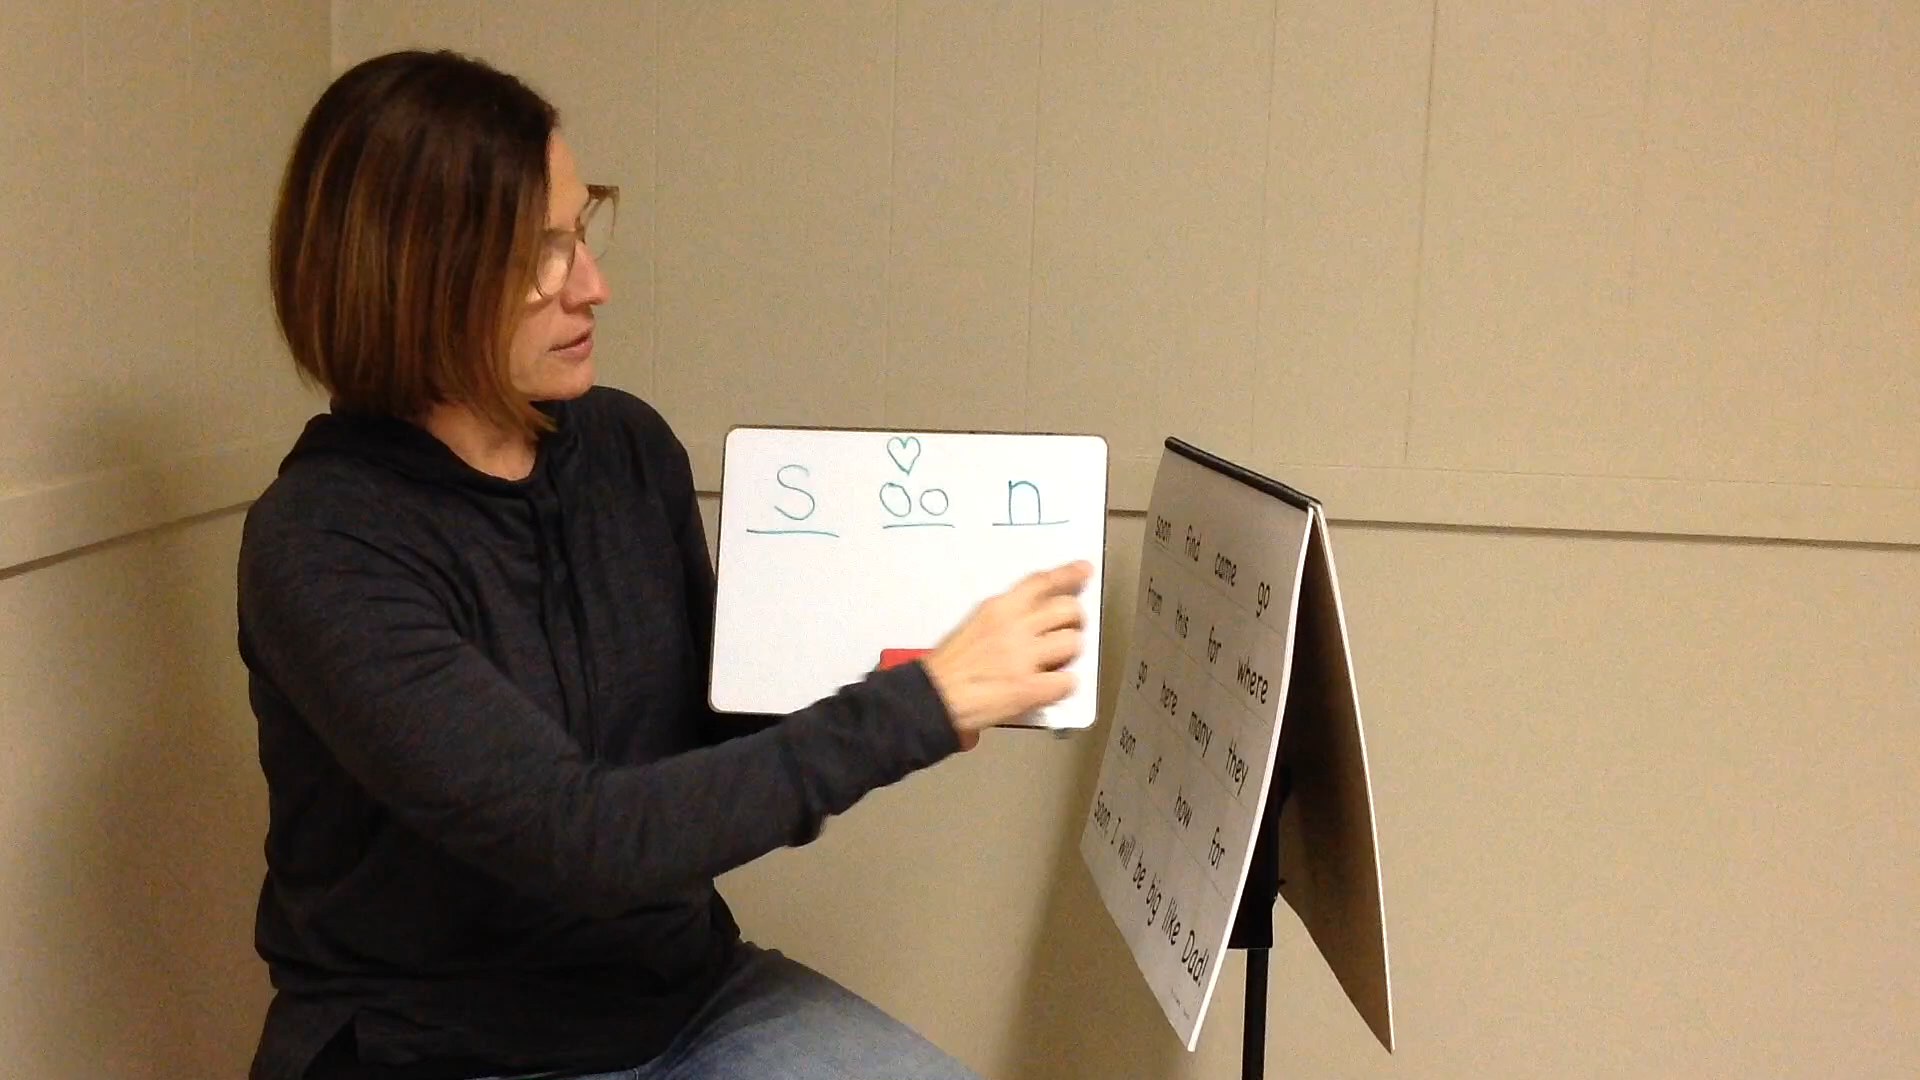 S oo n
soon find came go
from this for where
go here many they
soon of how for
Soon I will be big like Dad!